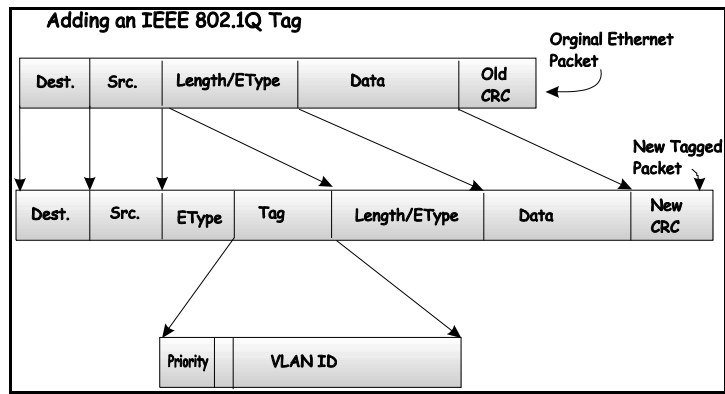 Adding an IEEE 802.1Q Tag
Orginal Ethernet
Packet
Dest. Src. Length/EType Data Old
CRC
New Tagged
Packet
Dest. Src. EType Tag Length/EType Data New
CRC
Priority VLAN ID